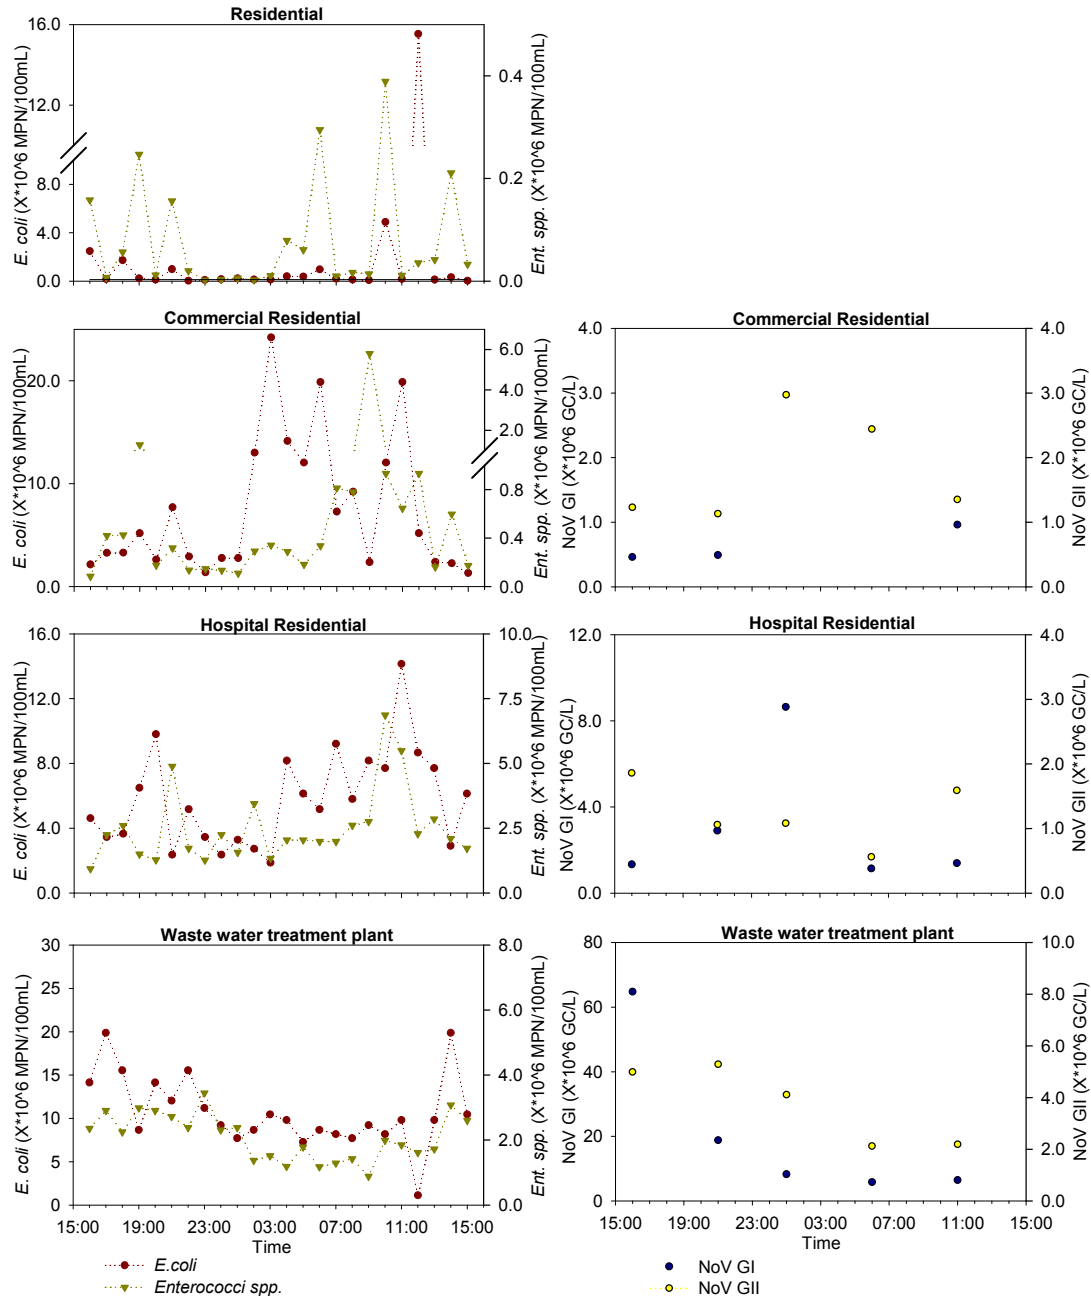 Residential
16.0
12.0
8.0
4.0
0.0
E. coli (X*10^6 MPN/100mL)
0.4
0.2
0.0
Ent. spp. (X*10^6 MPN/100mL)
Commercial Residential
20.0
10.0
0.0
E. coli (X*10^6 MPN/100mL)
6.0
4.0
2.0
0.8
0.4
0.0
Ent. spp. (X*10^6 MPN/100mL)
Commercial Residential
4.0
3.0
2.0
1.0
0.0
NoV GI (X*10^6 GC/L)
4.0
3.0
2.0
1.0
0.0
NoV GII (X*10^6 GC/L)
Hospital Residential
16.0
12.0
8.0
4.0
0.0
E. coli (X*10^6 MPN/100mL)
10.0
7.5
5.0
2.5
0.0
Ent. spp. (X*10^6 MPN/100mL)
Hospital Residential
12.0
8.0
4.0
0.0
NoV GI (X*10^6 GC/L)
4.0
3.0
2.0
1.0
0.0
NoV GII (X*10^6 GC/L)
Waste water treatment plant
30
25
20
15
10
5
0
E. coli (X*10^6 MPN/100mL)
8.0
6.0
4.0
2.0
0.0
Ent. spp. (X*10^6 MPN/100mL)
15:00 19:00 23:00 03:00 07:00 11:00 15:00
Time
Waste water treatment plant
80
60
40
20
0
NoV GI (X*10^6 GC/L)
10.0
8.0
6.0
4.0
2.0
0.0
NoV GII (X*10^6 GC/L)
15:00 19:00 23:00 03:00 07:00 11:00 15:00
Time
E.coli
Enterococci spp.
NoV GI
NoV GII